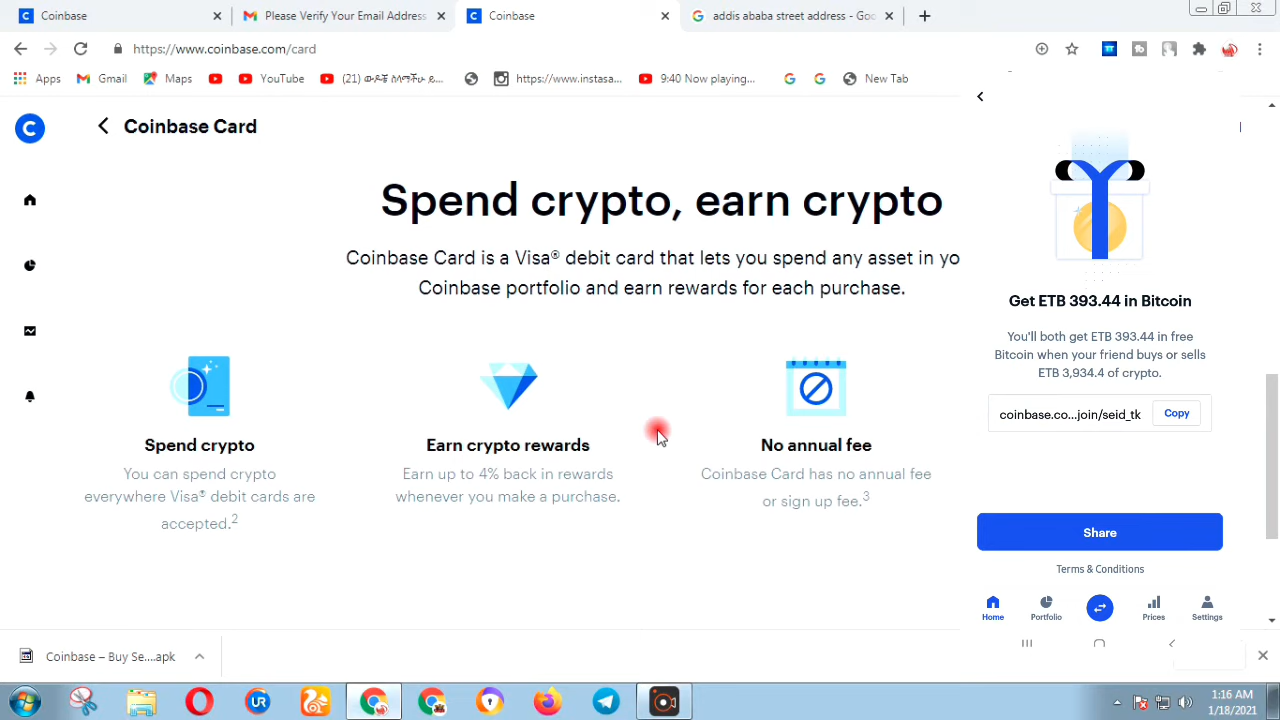 Coinbase
Please Verify Your Email Address
Coinbase
addis ababa street address - Goo
https://www.coinbase.com/card
Apps
Gmail
Maps
YouTube
https://www.instasa...
9:40 Now playing...
New Tab
Coinbase Card
Spend crypto, earn crypto
Coinbase Card is a Visa® debit card that lets you spend any asset in yo
Coinbase portfolio and earn rewards for each purchase.
Spend crypto
You can spend crypto
everywhere Visa® debit cards are
accepted.2
Earn crypto rewards
Earn up to 4% back in rewards
whenever you make a purchase.
No annual fee
Coinbase Card has no annual fee
or sign up fee.3
Get ETB 393.44 in Bitcoin
You'll both get ETB 393.44 in free
Bitcoin when your friend buys or sells
ETB 3,934.4 of crypto.
coinbase.co...join/seid_tk
Copy
Share
Terms & Conditions
Home
Portfolio
Prices
Settings
Coinbase – Buy Se....apk
UR
1:16 AM
1/18/2021